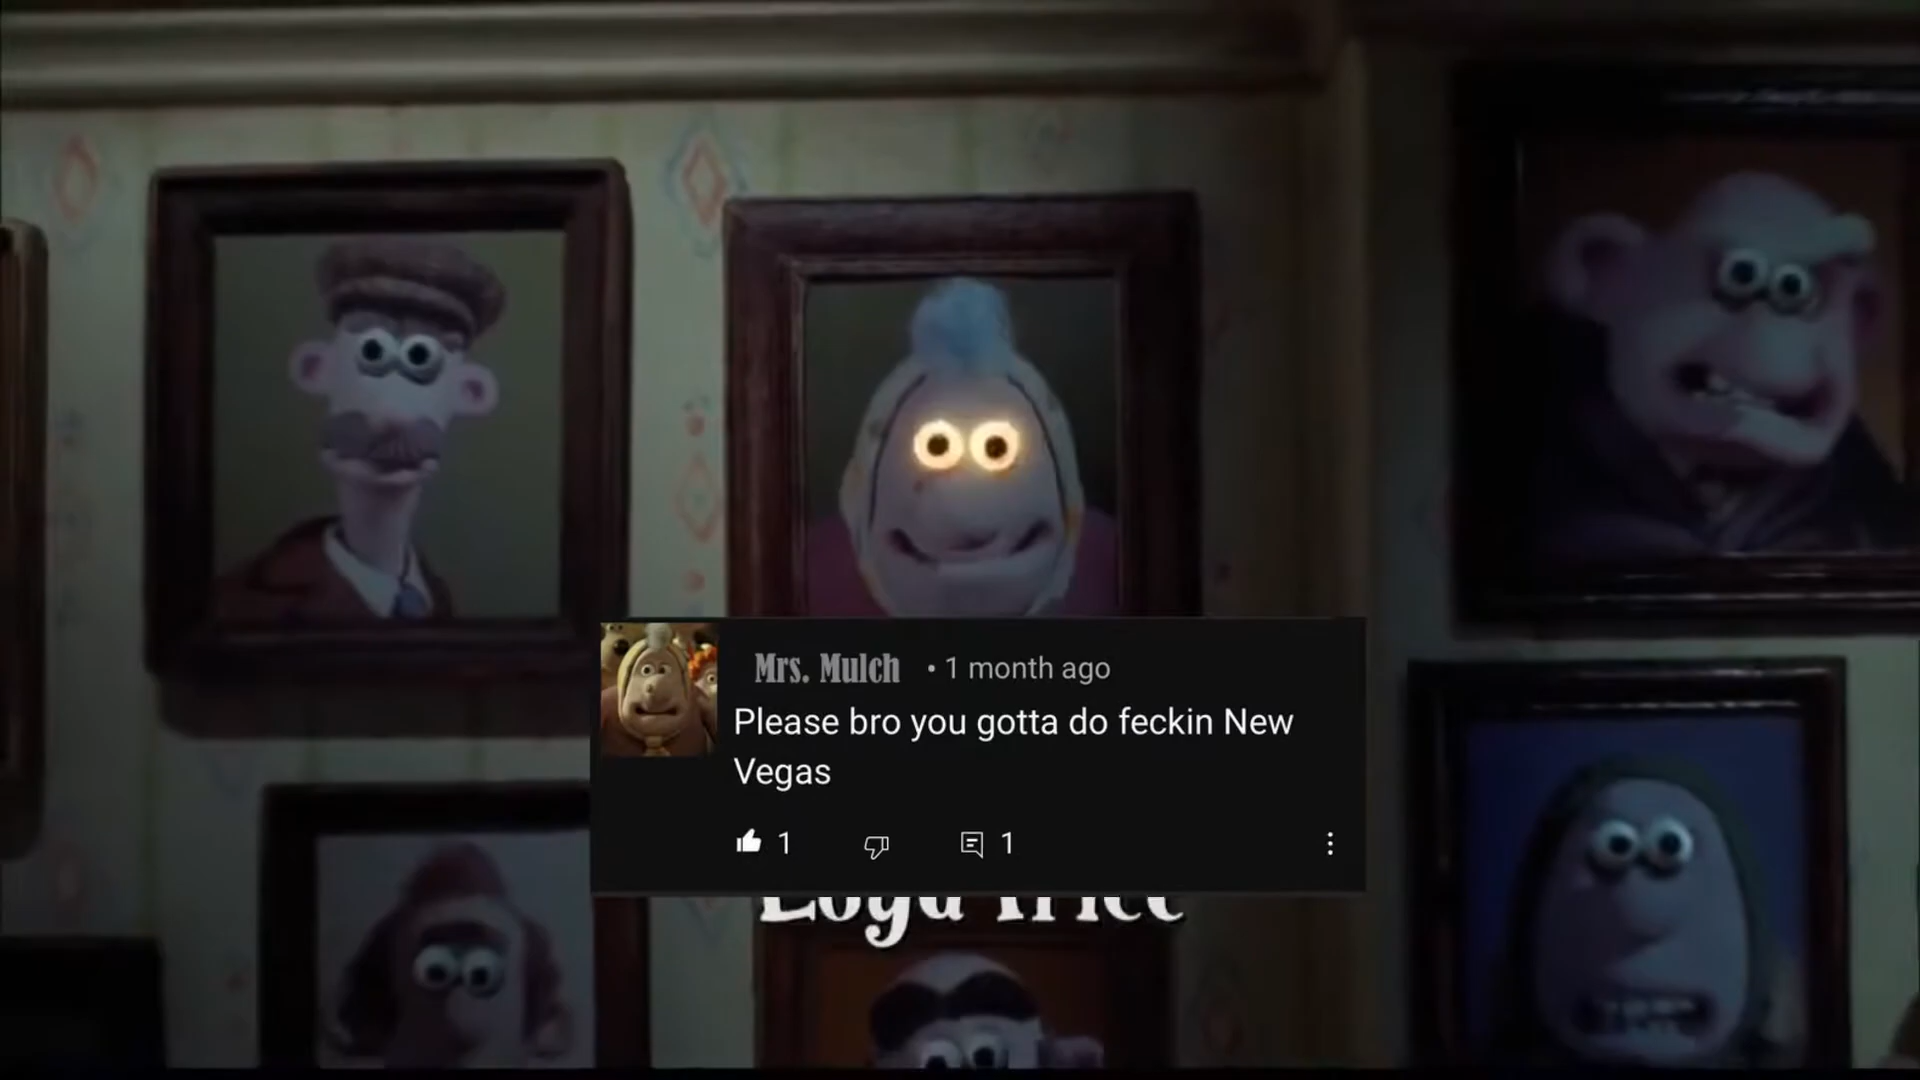 Mrs. Mulch • 1 month ago
Please bro you gotta do feckin New
Vegas
1 1